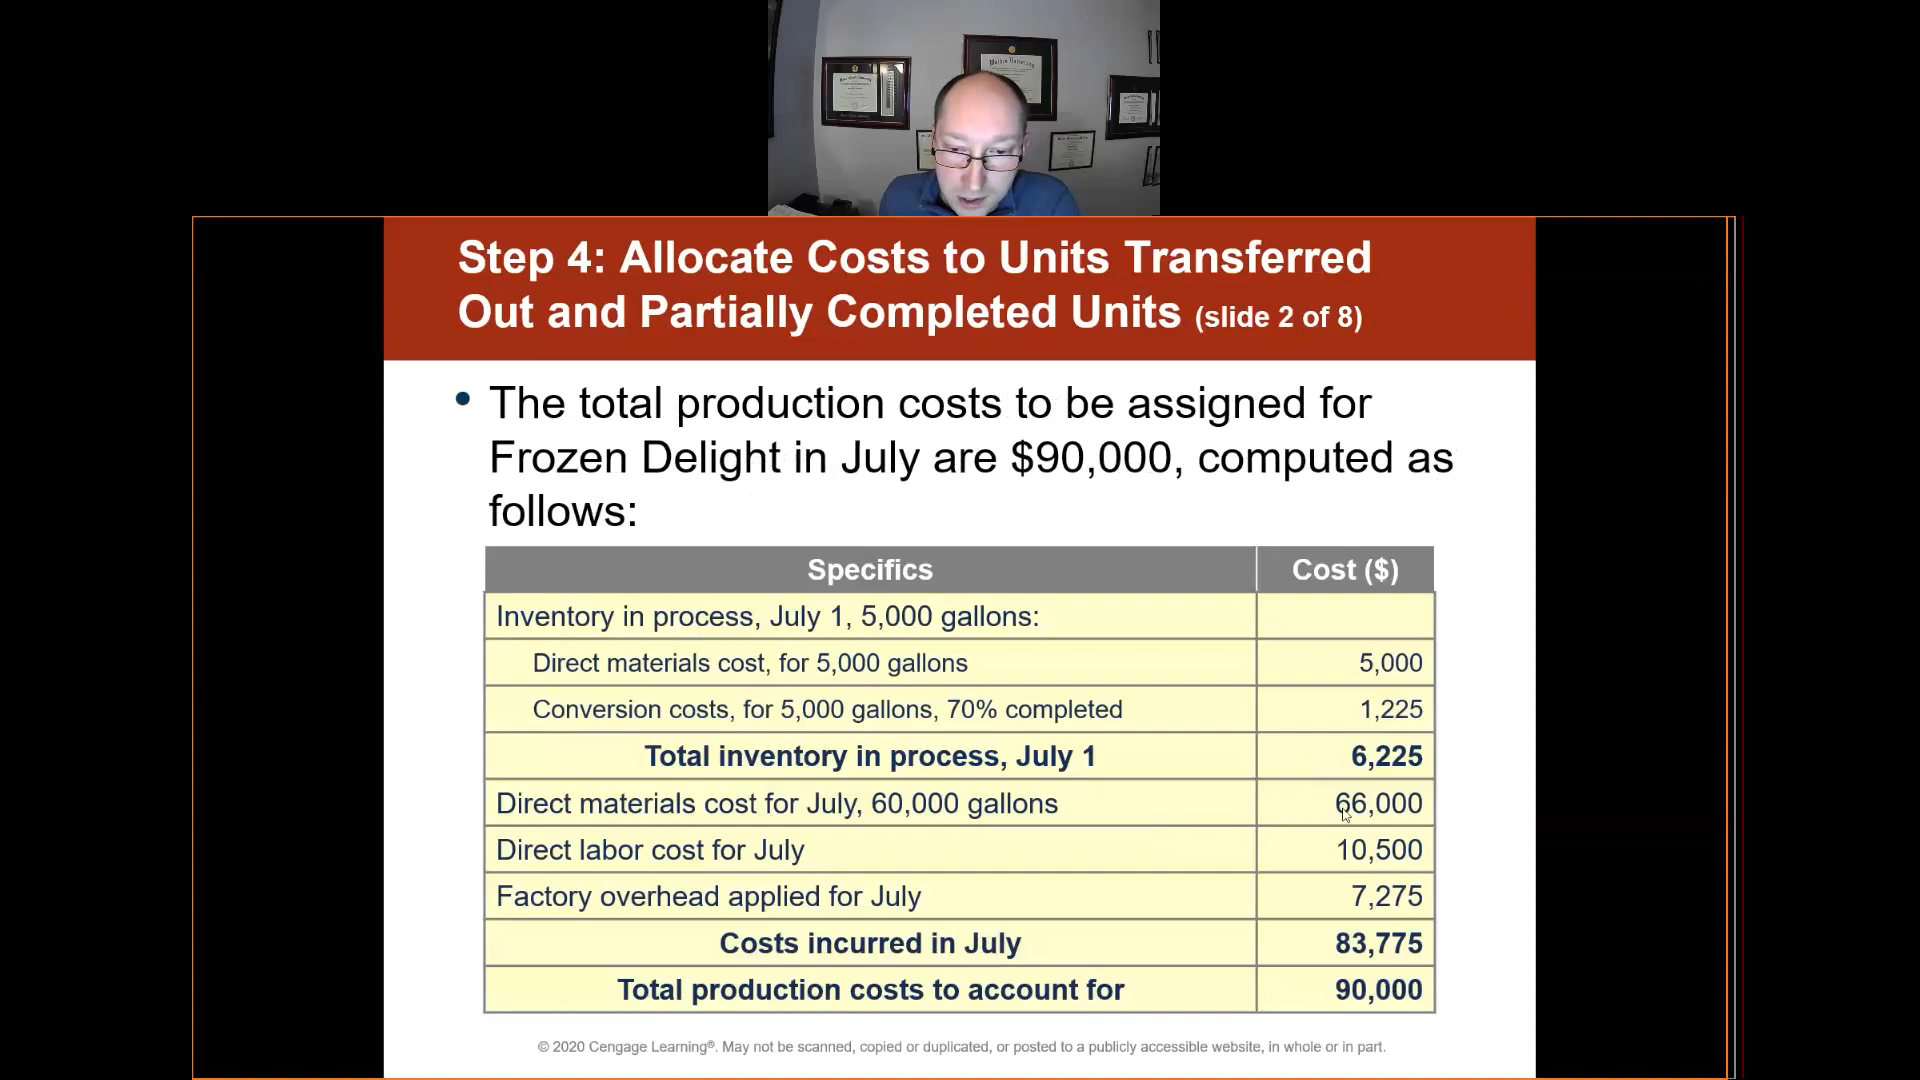 Step 4: Allocate Costs to Units Transferred
Out and Partially Completed Units (slide 2 of 8)
• The total production costs to be assigned for
Frozen Delight in July are $90,000, computed as
follows:
Specifics Cost ($)
Inventory in process, July 1, 5,000 gallons:
Direct materials cost, for 5,000 gallons 5,000
Conversion costs, for 5,000 gallons, 70% completed 1,225
Total inventory in process, July 1 6,225
Direct materials cost for July, 60,000 gallons 66,000
Direct labor cost for July 10,500
Factory overhead applied for July 7,275
Costs incurred in July 83,775
Total production costs to account for 90,000
© 2020 Cengage Learning®. May not be scanned, copied or duplicated, or posted to a publicly accessible website, in whole or in part.